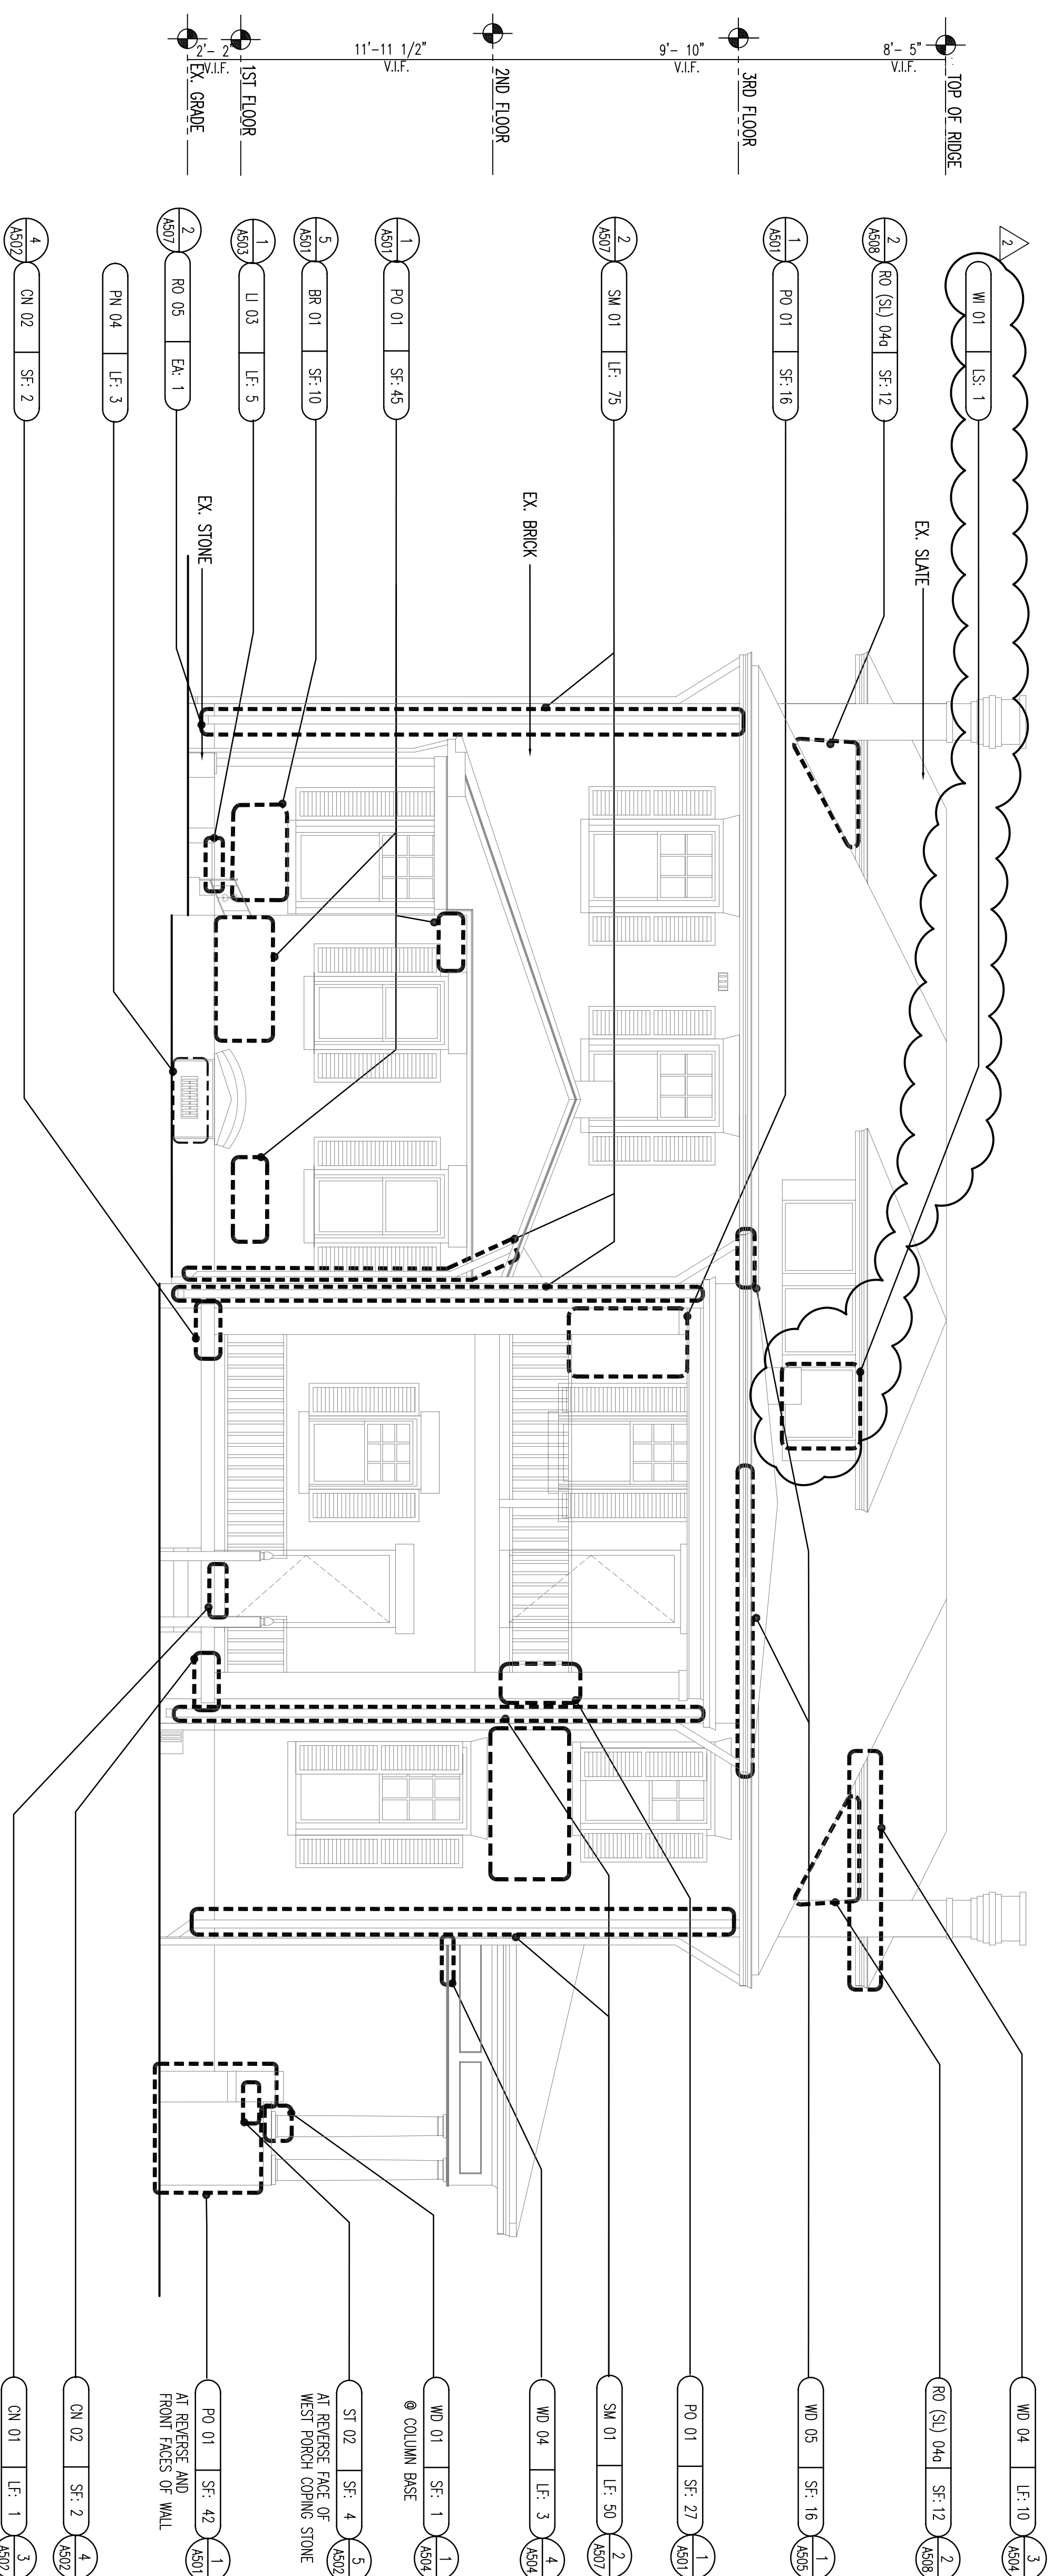 TOP OF RIDGE
8'- 5"
V.I.F.
3RD FLOOR
9'- 10"
V.I.F.
2ND FLOOR
11'-11 1/2"
V.I.F.
1ST FLOOR
2'- 2"
V.I.F.
EX. GRADE
2
WI 01 LS: 1
2 A508 RO (SL) 04a SF: 12
1 A501 PO 01 SF: 16
2 A507 SM 01 LF: 75
1 A501 PO 01 SF: 45
5 A501 BR 01 SF: 10
1 A503 LI 03 LF: 5
2 A507 RO 05 EA: 1
PN 04 LF: 3
4 A502 CN 02 SF: 2
EX. SLATE
EX. BRICK
EX. STONE
WD 04 LF: 10 3 A504
RO (SL) 04a SF: 12 2 A508
WD 05 SF: 16 1 A505
PO 01 SF: 27 1 A501
SM 01 LF: 50 2 A507
WD 04 LF: 3 4 A504
WD 01 SF: 1 1 A504
@ COLUMN BASE
ST 02 SF: 4 5 A502
AT REVERSE FACE OF
WEST PORCH COPING STONE
PO 01 SF: 42 1 A501
AT REVERSE AND
FRONT FACES OF WALL
CN 02 SF: 2 4 A502
CN 01 LF: 1 3 A502